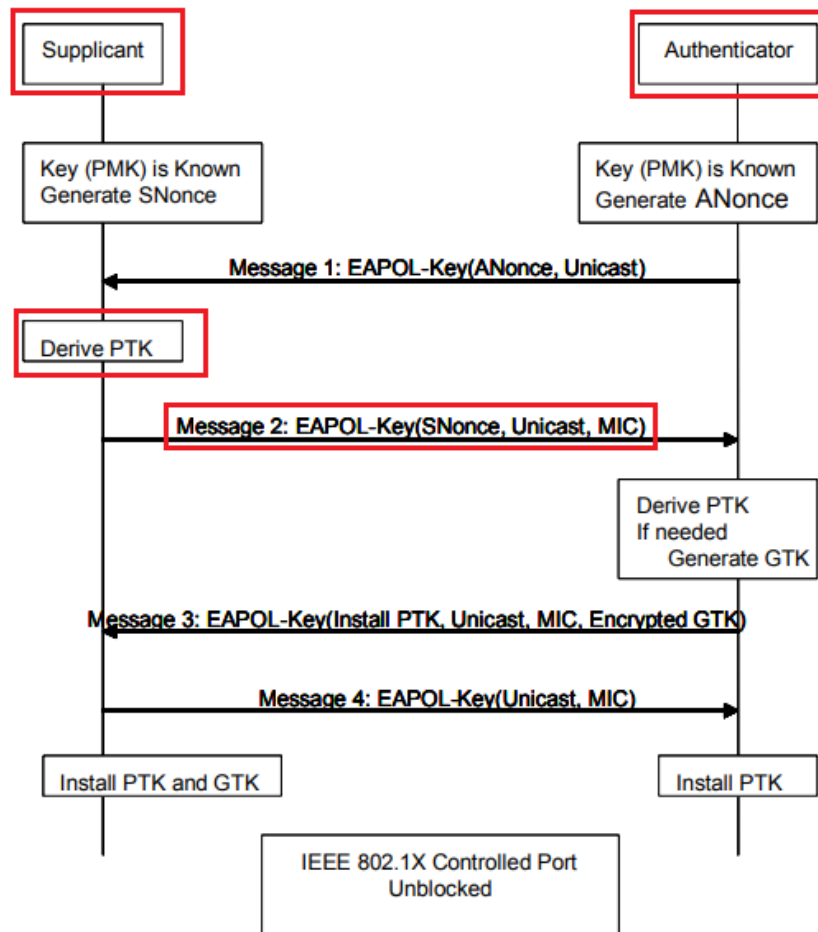 Supplicant
Authenticator
Key (PMK) is Known
Generate SNonce
Key (PMK) is Known
Generate ANonce
Message 1: EAPOL-Key(ANonce, Unicast)
Derive PTK
Message 2: EAPOL-Key(SNonce, Unicast, MIC)
Derive PTK
If needed
Generate GTK
Message 3: EAPOL-Key(Install PTK, Unicast, MIC, Encrypted GTK)
Message 4: EAPOL-Key(Unicast, MIC)
Install PTK and GTK
Install PTK
IEEE 802.1X Controlled Port
Unblocked